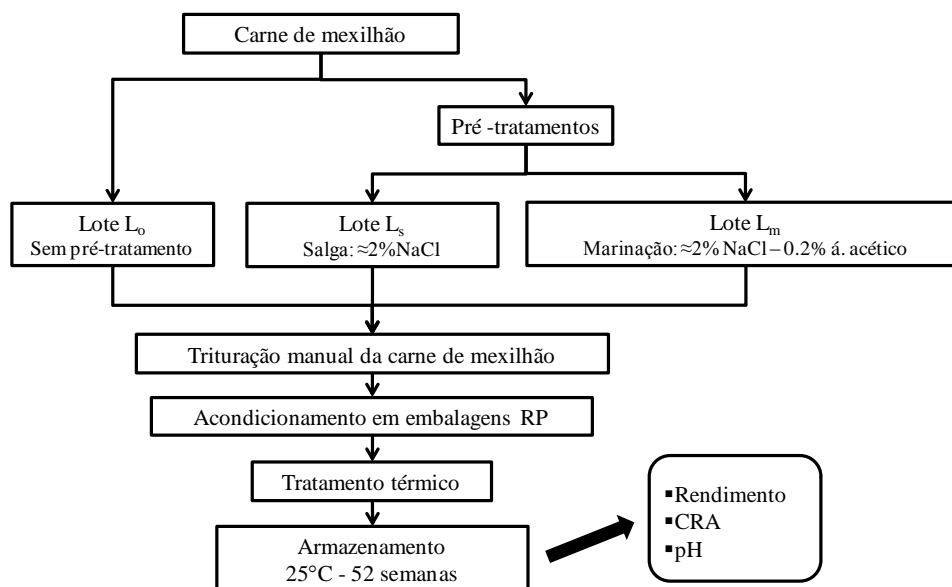 Carne de mexilhão
Pré -tratamentos
Lote Lo
Sem pré-tratamento
Lote Ls
Salga: ≈2%NaCl
Lote Lm
Marinação: ≈2% NaCl – 0.2% á. acético
Trituração manual da carne de mexilhão
Acondicionamento em embalagens RP
Tratamento térmico
Armazenamento
25°C - 52 semanas
▪Rendimento
▪CRA
▪pH